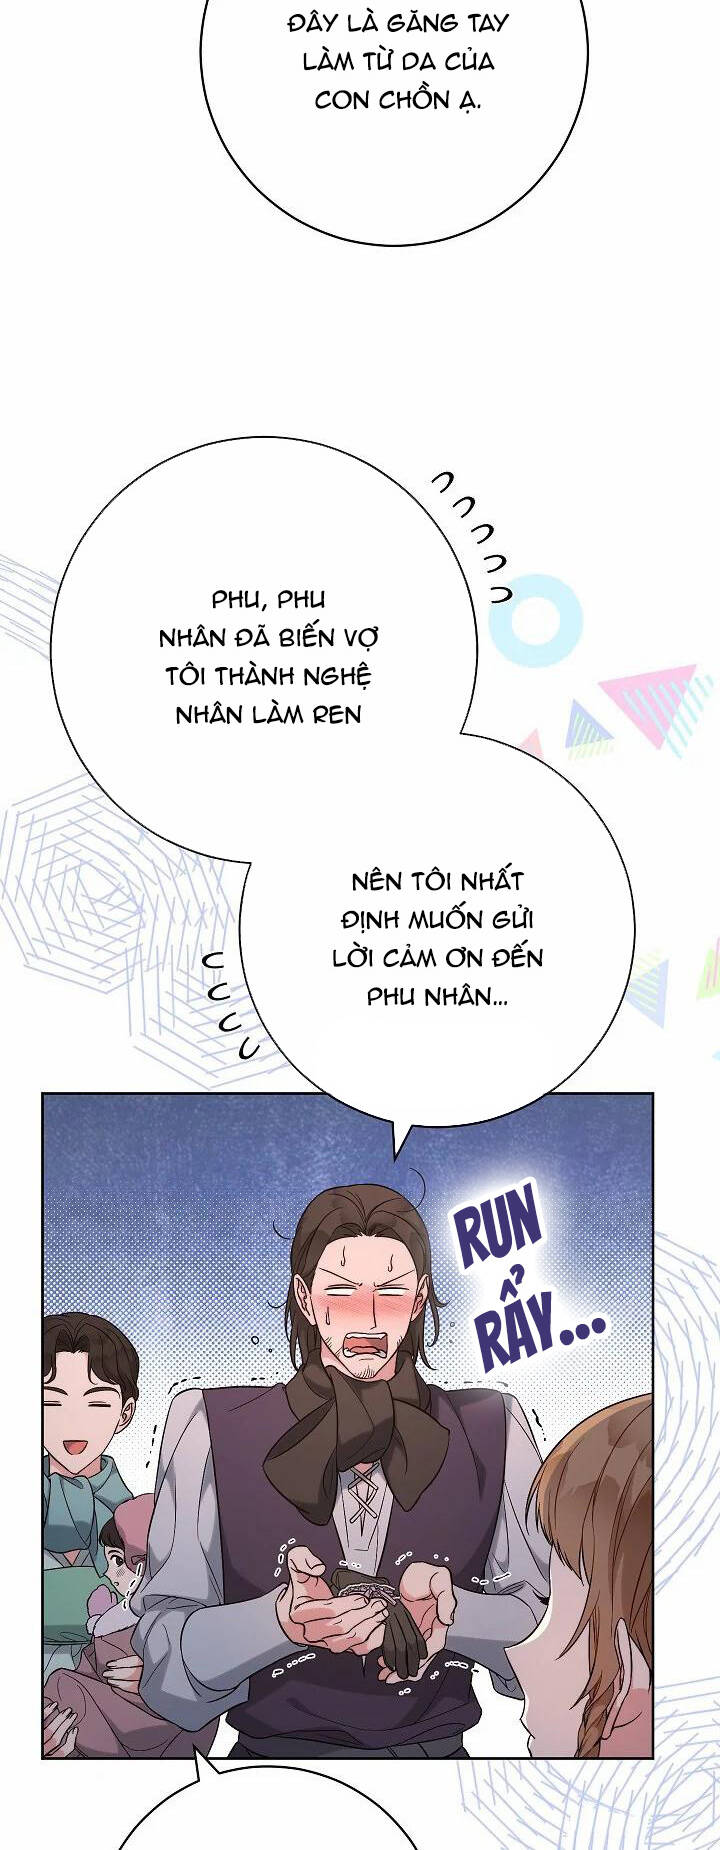 ĐÂY LÀ GĂNG TAY
LÀM TỪ DA CỦA
CON CHỒN Ạ.
PHU, PHU
NHÂN ĐÃ BIẾN VỢ
TÔI THÀNH NGHỆ
NHÂN LÀM REN
NÊN TÔI NHẤT
ĐỊNH MUỐN GỬI
LỜI CẢM ƠN ĐẾN
PHU NHÂN...
RUN
RẨY...